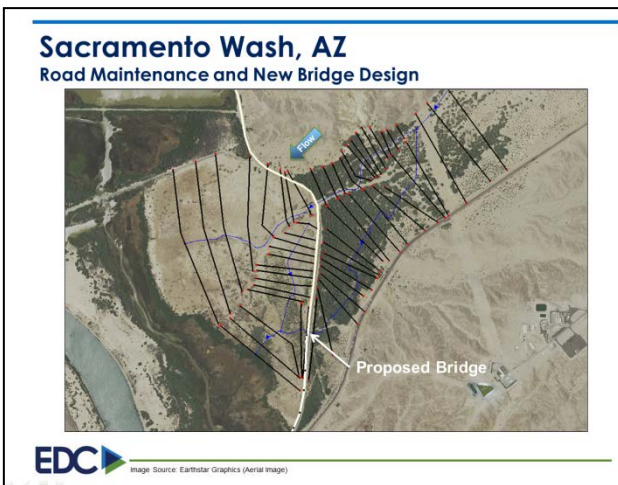 Sacramento Wash, AZ
Road Maintenance and New Bridge Design
Flow
Proposed Bridge
EDC
Image Source: Earthstar Graphics (Aerial Image)